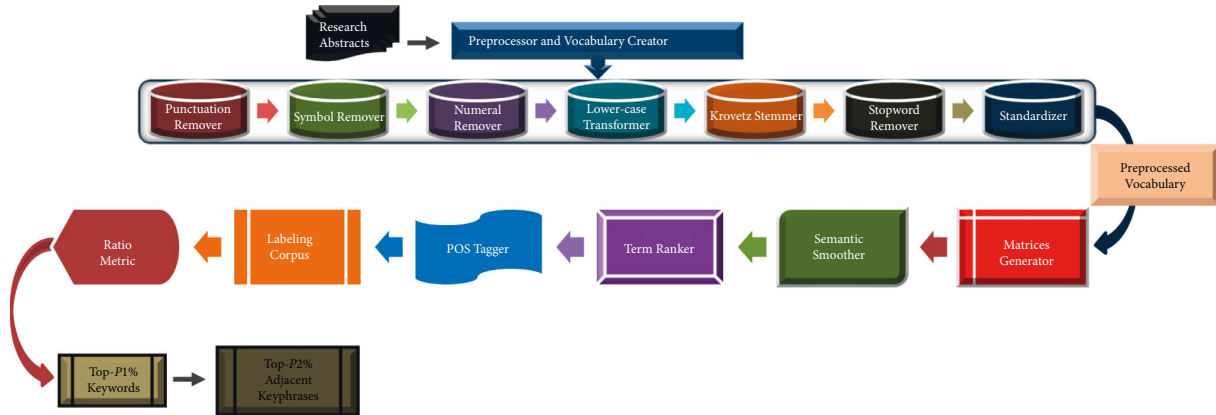 Research
Abstracts
Preprocessor and Vocabulary Creator
Punctuation
Remover
Symbol Remover
Numeral
Remover
Lower-case
Transformer
Krovetz Stemmer
Stopword
Remover
Standardizer
Preprocessed
Vocabulary
Ratio
Metric
Labeling
Corpus
POS Tagger
Term Ranker
Semantic
Smoother
Matrices
Generator
Top-P1%
Keywords
Top-P2%
Adjacent
Keyphrases